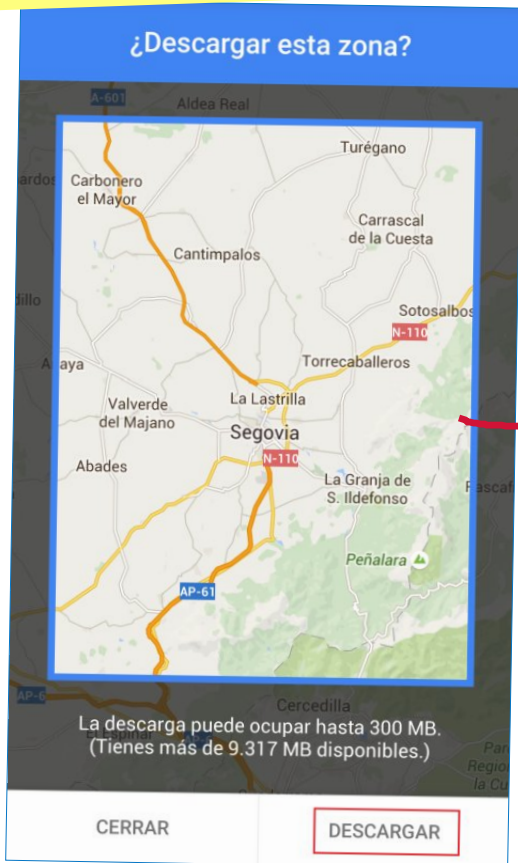 ¿Descargar esta zona?
A-601
Aldea Real
Turégano
Carbonero
el Mayor
Carrascal
de la Cuesta
Cantimpalos
Sotosalbos
N-110
Torrecaballeros
La Lastrilla
Valverde
del Majano
Segovia
N-110
Abades
La Granja de
S. Ildefonso
Peñalara
AP-61
AP-6
Cercedilla
El Espinar
La descarga puede ocupar hasta 300 MB.
(Tienes más de 9.317 MB disponibles.)
CERRAR
DESCARGAR